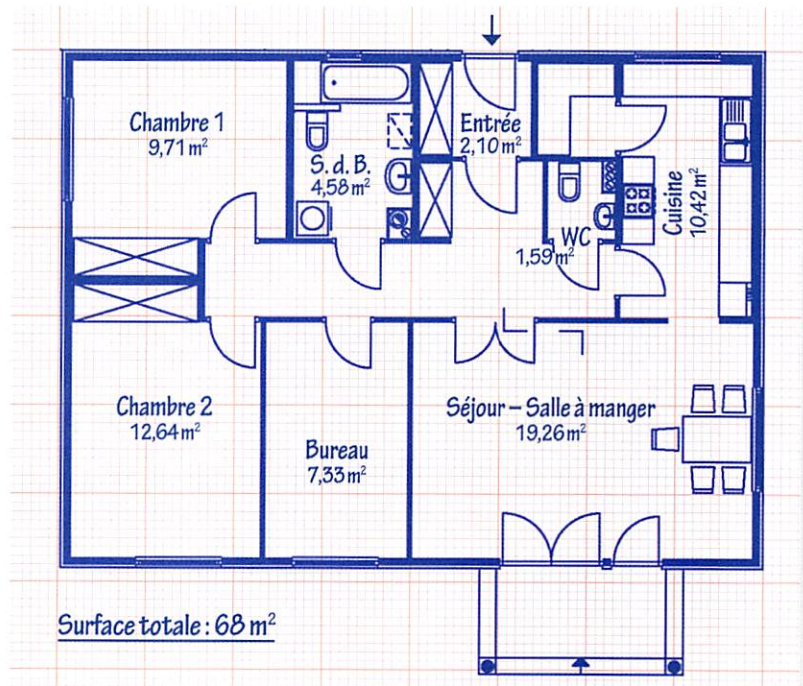 Chambre 1
9,71 m²
S. d. B.
4,58 m²
Entrée
2,10 m²
Cuisine
10,42 m²
WC
1,59 m²
Chambre 2
12,64 m²
Bureau
7,33 m²
Séjour – Salle à manger
19,26 m²
Surface totale : 68 m²